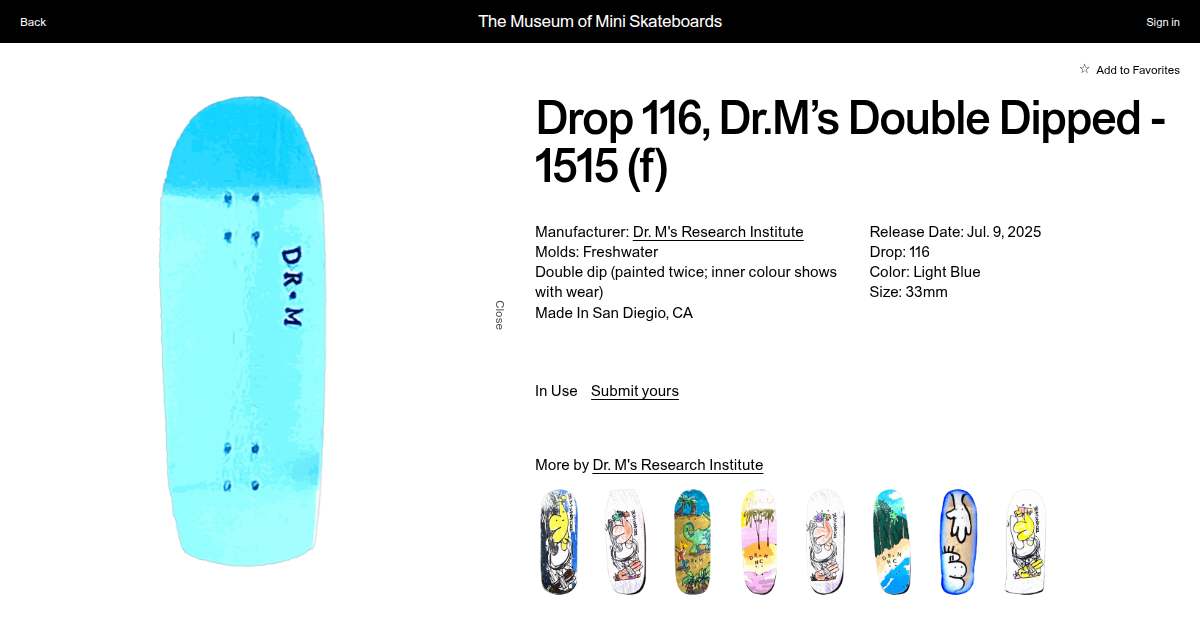 Back
The Museum of Mini Skateboards
Sign in
☆ Add to Favorites
Drop 116, Dr.M’s Double Dipped -
1515 (f)
Manufacturer: Dr. M's Research Institute
Molds: Freshwater
Double dip (painted twice; inner colour shows
with wear)
Made In San Diegio, CA
Release Date: Jul. 9, 2025
Drop: 116
Color: Light Blue
Size: 33mm
DR•M
Close
In Use Submit yours
More by Dr. M's Research Institute